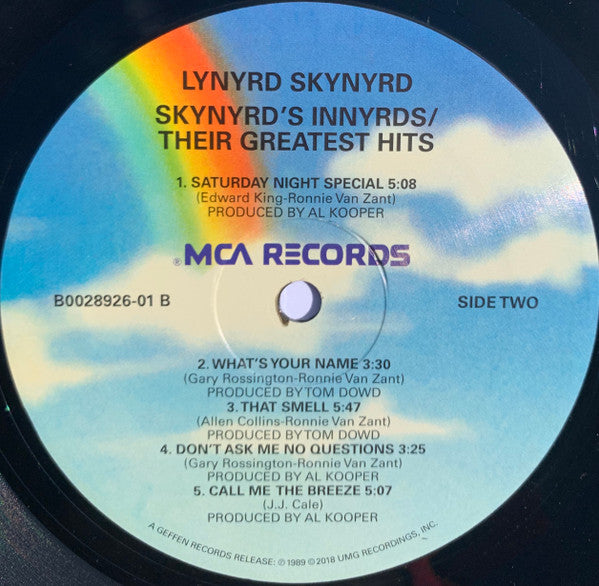 LYNYRD SKYNYRD
SKYNYRD'S INNYRDS/
THEIR GREATEST HITS
1. SATURDAY NIGHT SPECIAL 5:08
(Edward King-Ronnie Van Zant)
PRODUCED BY AL KOOPER
®MCA RECORDS
B0028926-01 B
SIDE TWO
2. WHAT'S YOUR NAME 3:30
(Gary Rossington-Ronnie Van Zant)
PRODUCED BY TOM DOWD
3. THAT SMELL 5:47
(Allen Collins-Ronnie Van Zant)
PRODUCED BY TOM DOWD
4. DON'T ASK ME NO QUESTIONS 3:25
(Gary Rossington-Ronnie Van Zant)
PRODUCED BY AL KOOPER
5. CALL ME THE BREEZE 5:07
(J.J. Cale)
PRODUCED BY AL KOOPER
A GEFFEN RECORDS RELEASE: ℗ 1989 © 2018 UMG RECORDINGS, INC.